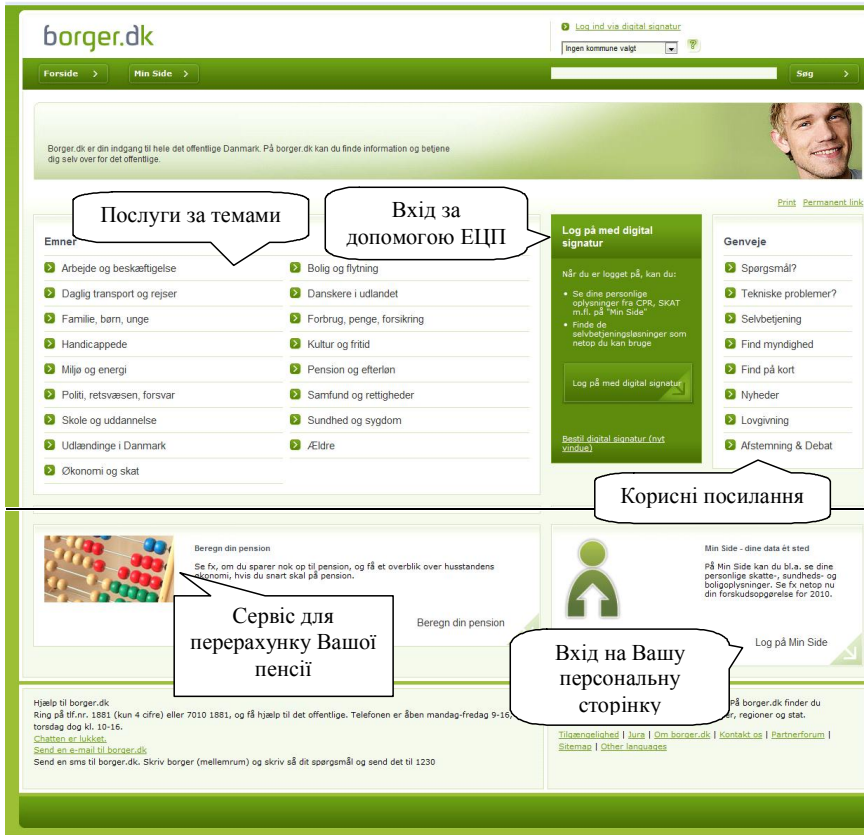 borger.dk
Log ind via digital signatur
Ingen kommune valgt
?
Forside >
Min Side >
Søg >
Borger.dk er din indgang til hele det offentlige Danmark. På borger.dk kan du finde information og betjene
dig selv over for det offentlige.
Print Permanent link
Послуги за темами
Вхід за
допомогою ЕЦП
Emner
Arbejde og beskæftigelse
Daglig transport og rejser
Familie, børn, unge
Handicappede
Miljø og energi
Politi, retsvæsen, forsvar
Skole og uddannelse
Udlændinge i Danmark
Økonomi og skat
Bolig og flytning
Danskere i udlandet
Forbrug, penge, forsikring
Kultur og fritid
Pension og efterløn
Samfund og rettigheder
Sundhed og sygdom
Ældre
Log på med digital
signatur
Når du er logget på, kan du:
• Se dine personlige
oplysninger fra CPR, SKAT
m.fl. på "Min Side"
• Finde de
selvbetjeningsløsninger som
netop du kan bruge
Log på med digital signatur
Bestil digital signatur (nyt
vindue)
Genveje
Spørgsmål?
Tekniske problemer?
Selvbetjening
Find myndighed
Find på kort
Nyheder
Lovgivning
Afstemning & Debat
Корисні посилання
Beregn din pension
Se fx, om du sparer nok op til pension, og få et overblik over husstandens
økonomi, hvis du snart skal på pension.
Beregn din pension
Сервіс для
перерахунку Вашої
пенсії
Min Side - dine data ét sted
På Min Side kan du bl.a. se dine
personlige skatte-, sundheds- og
boligoplysninger. Se fx netop nu
din forskudsopgørelse for 2010.
Log på Min Side
Вхід на Вашу
персональну
сторінку
Hjælp til borger.dk
Ring på tlf.nr. 1881 (kun 4 cifre) eller 7010 1881, og få hjælp til det offentlige. Telefonen er åben mandag-fredag 9-16,
torsdag dog kl. 10-16.
Chatten er lukket.
Send en e-mail til borger.dk
Send en sms til borger.dk. Skriv borger (mellemrum) og skriv så dit spørgsmål og send det til 1230
På borger.dk finder du
regioner og stat.
Tilgængelighed | Jura | Om borger.dk | Kontakt os | Partnerforum |
Sitemap | Other languages